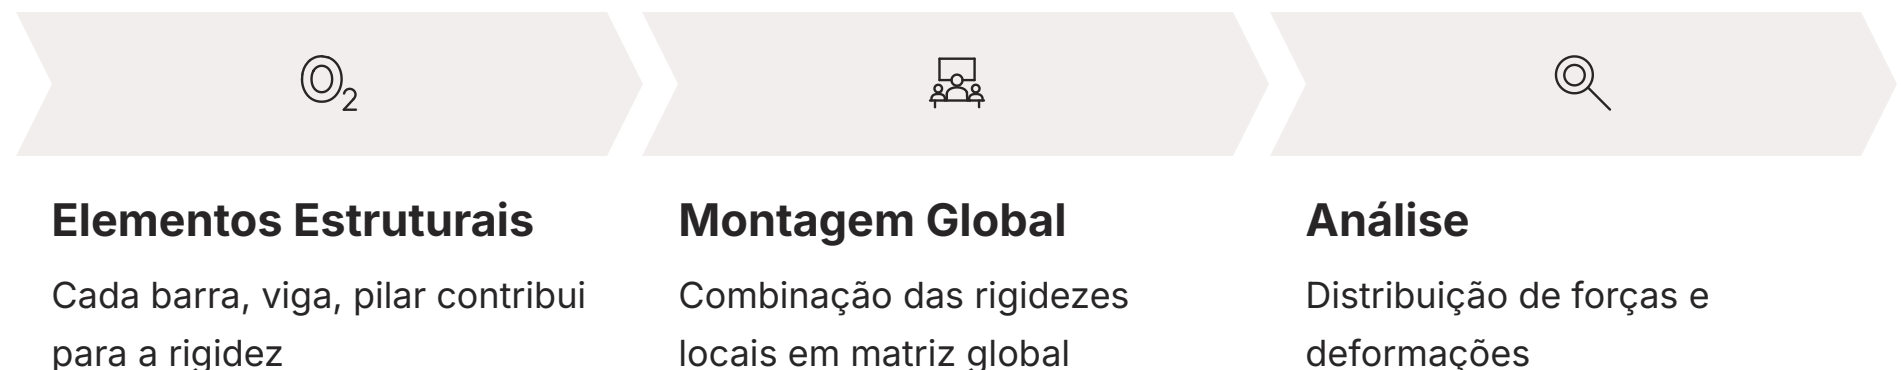 O2
Elementos Estruturais
Cada barra, viga, pilar contribui
para a rigidez
Montagem Global
Combinação das rigidezes
locais em matriz global
Análise
Distribuição de forças e
deformações